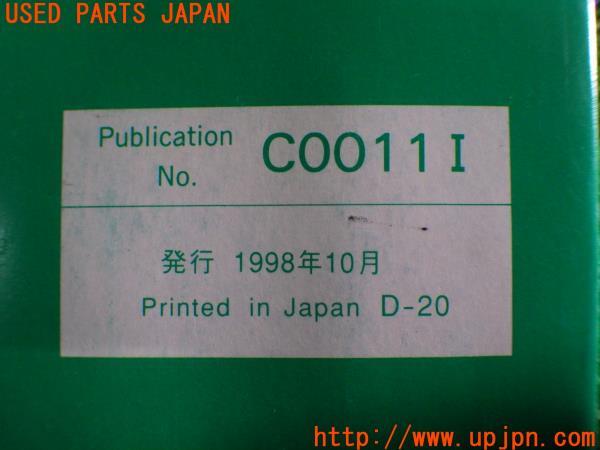 USED PARTS JAPAN
Publication No. C0011I
発行 1998年10月
Printed in Japan D-20
http://www.upjpn.com